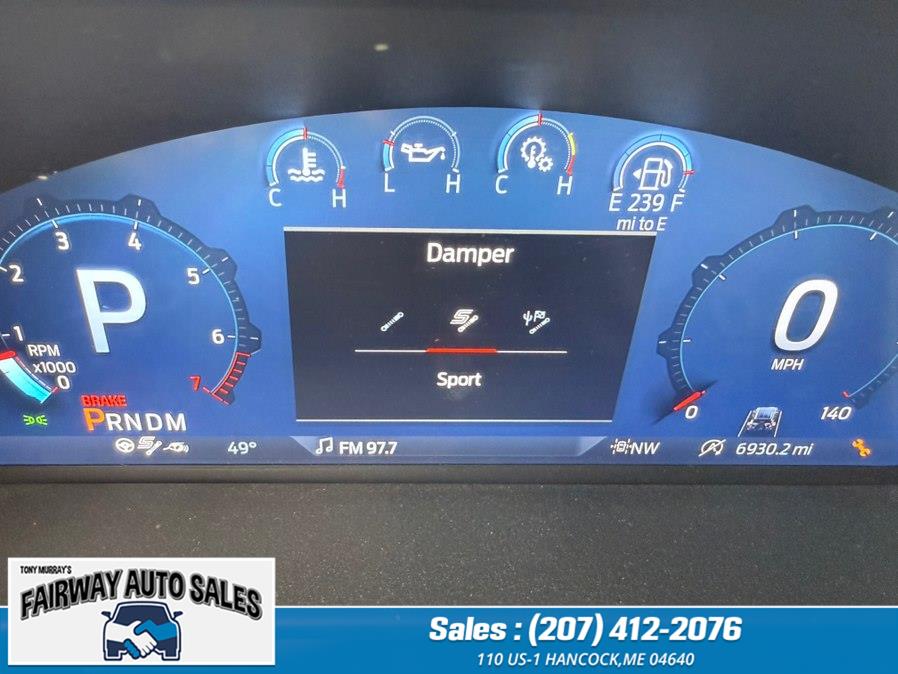 C H
L H
C H
E 239 F
mi to E
1 2 3 4 5 6 7
P
RPM
x1000
0
BRAKE
PRNDM
49°
Damper
S
Sport
FM 97.7
0
MPH
0
140
NW
6930.2 mi
TONY MURRAY'S
FAIRWAY AUTO SALES
Sales : (207) 412-2076
110 US-1 HANCOCK,ME 04640